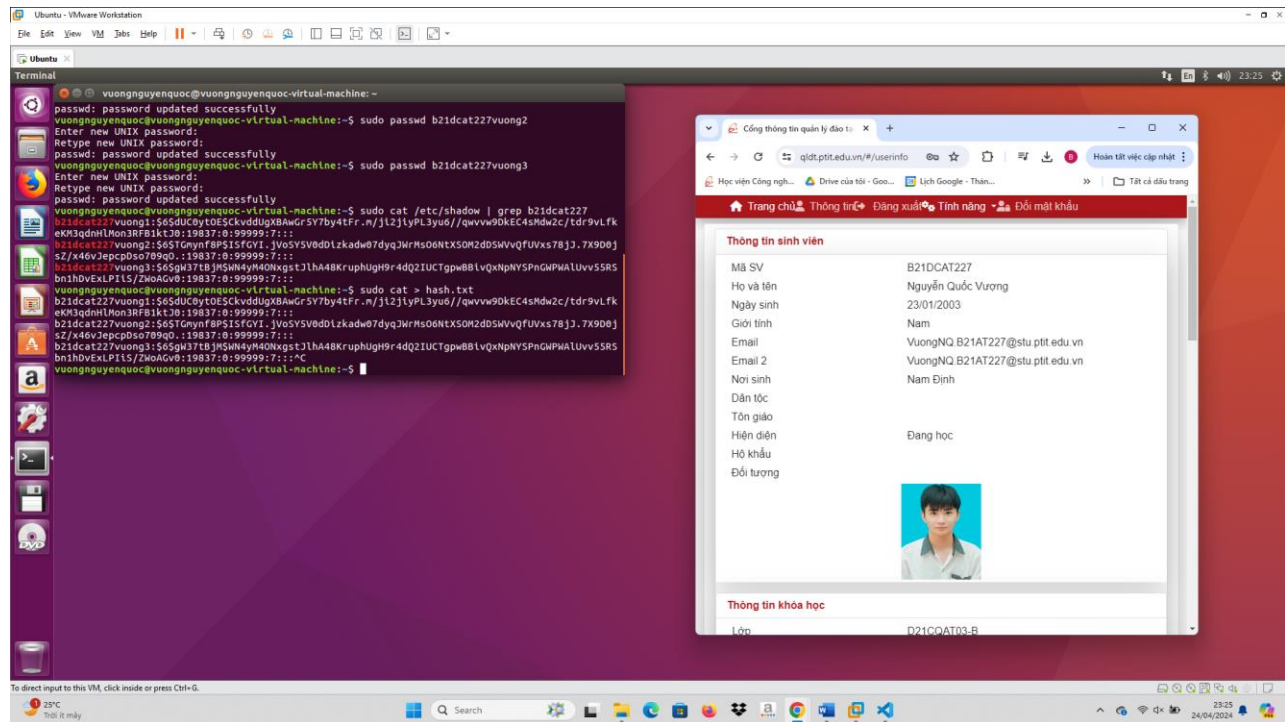 Ubuntu - VMware Workstation
File Edit View VM Tabs Help
Ubuntu
Terminal
23:25
En
vuongnguyenquoc@vuongnguyenquoc-virtual-machine: ~
passwd: password updated successfully
vuongnguyenquoc@vuongnguyenquoc-virtual-machine:~$ sudo passwd b21dcat227vuong2
Enter new UNIX password:
Retype new UNIX password:
passwd: password updated successfully
vuongnguyenquoc@vuongnguyenquoc-virtual-machine:~$ sudo passwd b21dcat227vuong3
Enter new UNIX password:
Retype new UNIX password:
passwd: password updated successfully
vuongnguyenquoc@vuongnguyenquoc-virtual-machine:~$ sudo cat /etc/shadow | grep b21dcat227
vuongnguyenquoc@vuongnguyenquoc-virtual-machine:~$ sudo cat > hash.txt
vuongnguyenquoc@vuongnguyenquoc-virtual-machine:~$
Cổng thông tin quản lý đào tạ
qldt.ptit.edu.vn/#/userinfo
Hoàn tất việc cập nhật
Học viện Công ngh... Drive của tôi - Goo... Lịch Google - Thán... » Tất cả dấu trang
Trang chủ Thông tin Đăng xuất Tính năng Đổi mật khẩu
Thông tin sinh viên
Mã SV B21DCAT227
Họ và tên Nguyễn Quốc Vượng
Ngày sinh 23/01/2003
Giới tính Nam
Email VuongNQ.B21AT227@stu.ptit.edu.vn
Email 2 VuongNQ.B21AT227@stu.ptit.edu.vn
Nơi sinh Nam Định
Dân tộc
Tôn giáo
Hiện diện Đang học
Hộ khẩu
Đối tượng
Thông tin khóa học
Lớp D21CQAT03-B
To direct input to this VM, click inside or press Ctrl+G.
25°C
Trời ít mây
Search
23:25
24/04/2024